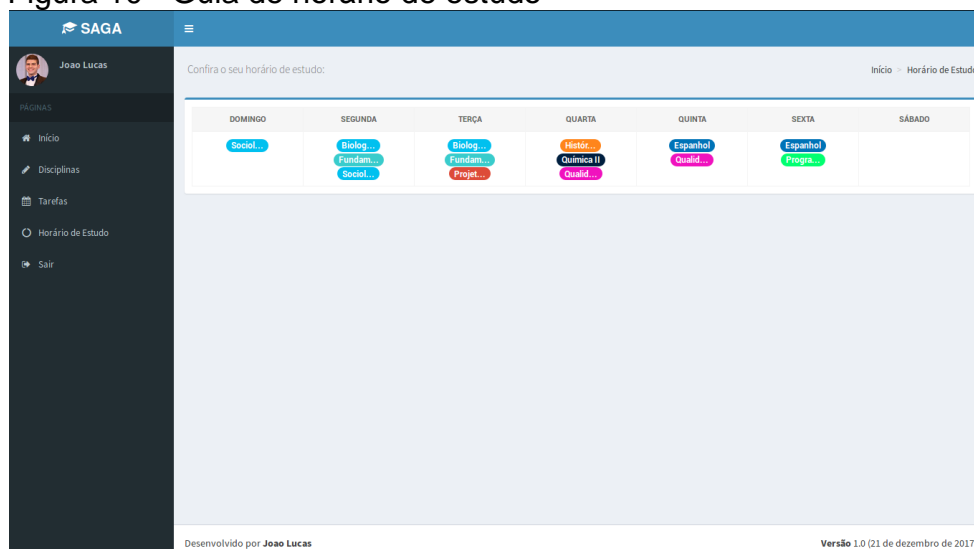 Figura 10 - Guia de horário de estudo
SAGA
Joao Lucas
Confira o seu horário de estudo:
Início > Horário de Estudo
PÁGINAS
Início
Disciplinas
Tarefas
Horário de Estudo
Sair
DOMINGO SEGUNDA TERÇA QUARTA QUINTA SEXTA SÁBADO
Sociol... Biolog... Biolog... Histór... Espanhol Espanhol
Fundam... Fundam... Química II Qualid... Progra...
Sociol... Projet... Qualid...
Desenvolvido por Joao Lucas
Versão 1.0 (21 de dezembro de 2017